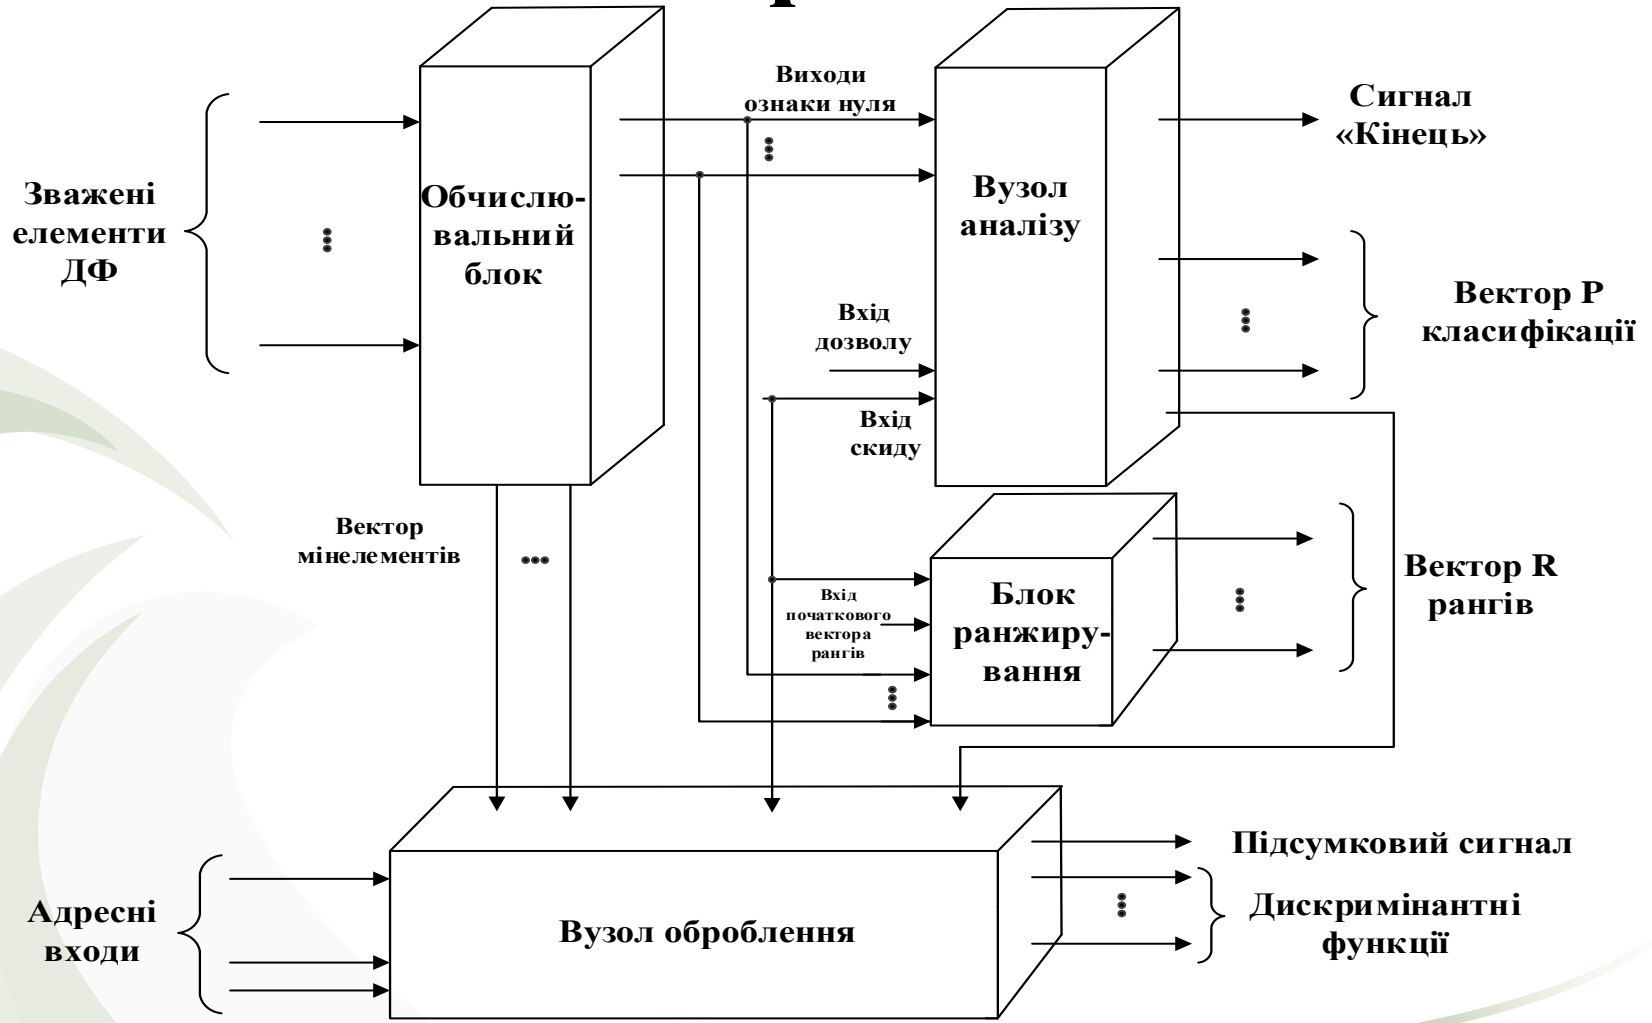 Виходи
ознаки нуля
Сигнал
«Кінець»
Зважені
елементи
ДФ
Обчислю-
вальний
блок
Вузол
аналізу
Вхід
дозволу
Вектор Р
класифікації
Вхід
скиду
Вектор
мінелементів
Вхід
початкового
вектора
рангів
Блок
ранжиру-
вання
Вектор R
рангів
Підсумковий сигнал
Адресні
входи
Вузол оброблення
Дискримінантні
функції